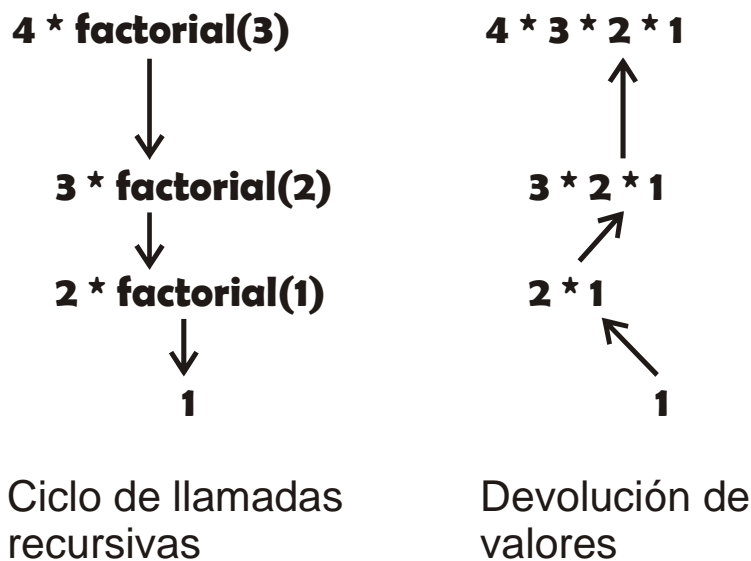 4 * factorial(3)
3 * factorial(2)
2 * factorial(1)
1
Ciclo de llamadas
recursivas
4 * 3 * 2 * 1
3 * 2 * 1
2 * 1
1
Devolución de
valores